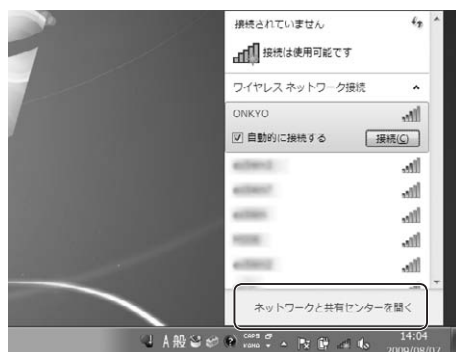 接続されていません
接続は使用可能です
ワイヤレス ネットワーク接続
ONKYO
自動的に接続する
接続(C)
ネットワークと共有センターを開く
A 般
CAPS
KANA
14:04
2009/08/07